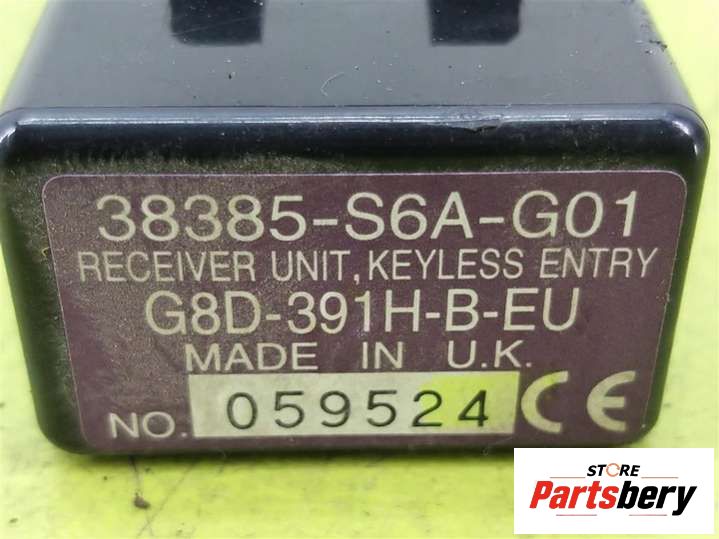 38385-S6A-G01
RECEIVER UNIT, KEYLESS ENTRY
G8D-391H-B-EU
MADE IN U.K.
NO. 059524 CE
STORE
Partsbery